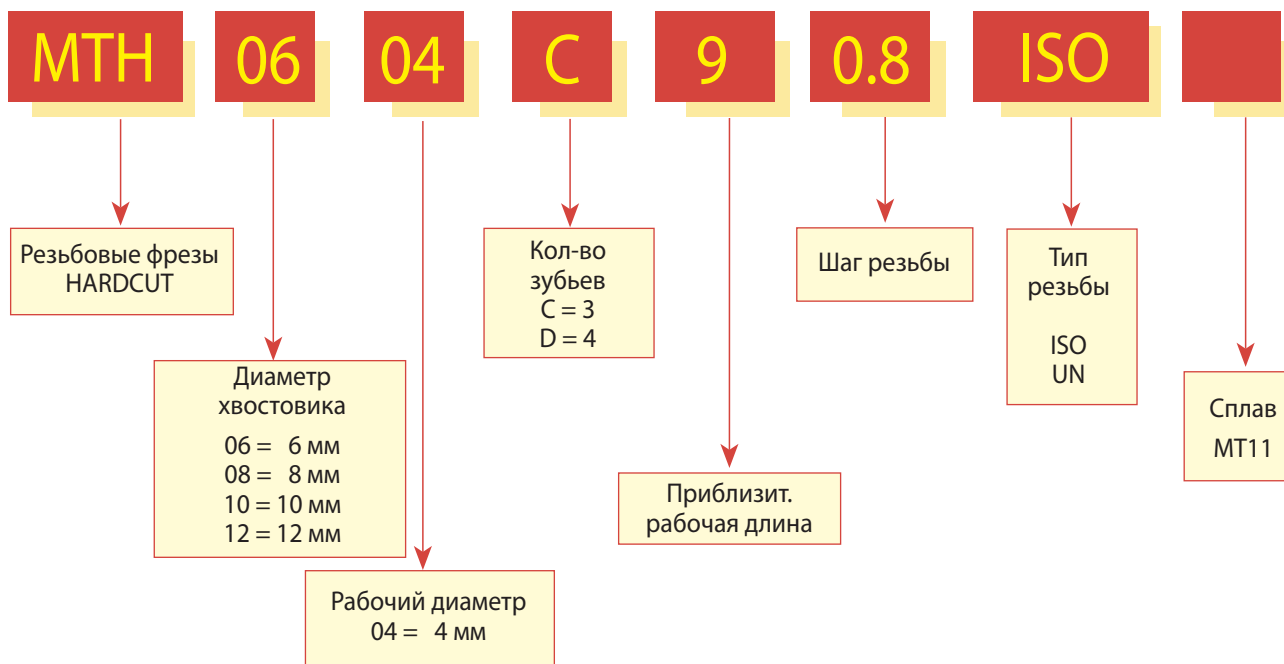 MTH 06 04 C 9 0.8 ISO
Резьбовые фрезы
HARDCUT
Диаметр
хвостовика
06 = 6 мм
08 = 8 мм
10 = 10 мм
12 = 12 мм
Рабочий диаметр
04 = 4 мм
Кол-во
зубьев
C = 3
D = 4
Приблизит.
рабочая длина
Шаг резьбы
Тип
резьбы
ISO
UN
Сплав
MT11